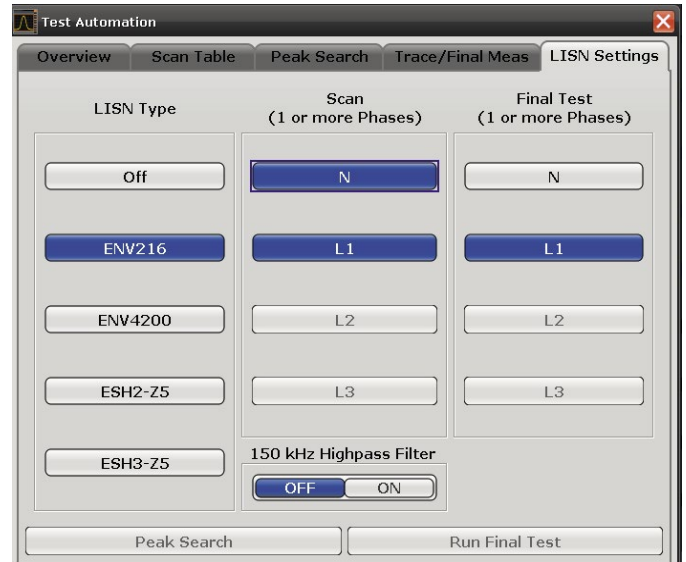 Test Automation
Overview
Scan Table
Peak Search
Trace/Final Meas
LISN Settings
LISN Type
Off
ENV216
ENV4200
ESH2-Z5
ESH3-Z5
Scan
(1 or more Phases)
N
L1
L2
L3
150 kHz Highpass Filter
OFF ON
Final Test
(1 or more Phases)
N
L1
L2
L3
Peak Search
Run Final Test